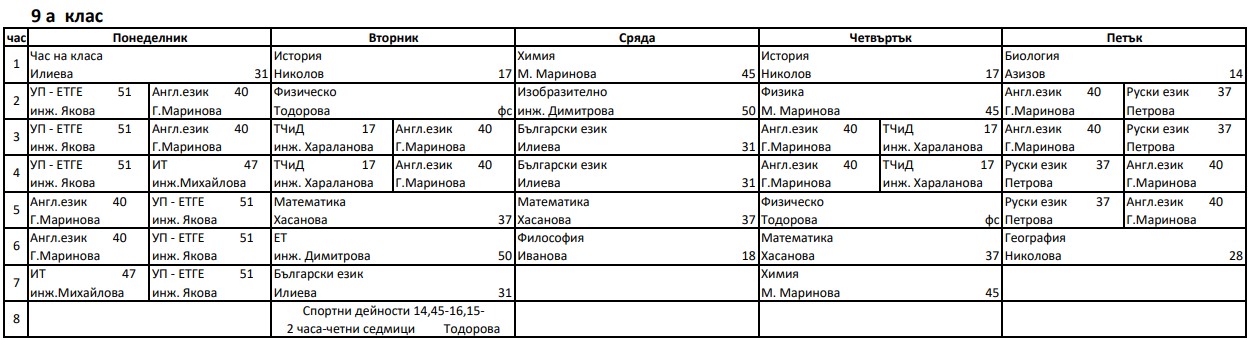 9 а клас
час Понеделник Вторник Сряда Четвъртък Петък
1
Час на класа История Химия История Биология
Илиева 31 Николов 17 М. Маринова 45 Николов 17 Азизов 14
2
УП - ЕТГЕ 51 Англ.език 40 Физическо Изобразително Физика Англ.език 40 Руски език 37
инж. Якова Г.Маринова Тодорова фс инж. Димитрова 50 М. Маринова 45 Г.Маринова Петрова
3
УП - ЕТГЕ 51 Англ.език 40 ТЧиД 17 Англ.език 40 Български език Англ.език 40 ТЧиД 17 Англ.език 40 Руски език 37
инж. Якова Г.Маринова инж. Хараланова Г.Маринова Илиева 31 Г.Маринова инж. Хараланова Г.Маринова Петрова
4
УП - ЕТГЕ 51 ИТ 47 ТЧиД 17 Англ.език 40 Български език Англ.език 40 ТЧиД 17 Руски език 37 Англ.език 40
инж. Якова инж.Михайлова инж. Хараланова Г.Маринова Илиева 31 Г.Маринова инж. Хараланова Петрова Г.Маринова
5
Англ.език 40 УП - ЕТГЕ 51 Математика Математика Физическо Руски език 37 Англ.език 40
Г.Маринова инж. Якова Хасанова 37 Хасанова 37 Тодорова фс Петрова Г.Маринова
6
Англ.език 40 УП - ЕТГЕ 51 ЕТ Философия Математика География
Г.Маринова инж. Якова инж. Димитрова 50 Иванова 18 Хасанова 37 Николова 28
7
ИТ 47 УП - ЕТГЕ 51 Български език Химия
инж.Михайлова инж. Якова Илиева 31 М. Маринова 45
8
Спортни дейности 14,45-16,15-
2 часа-четни седмици Тодорова